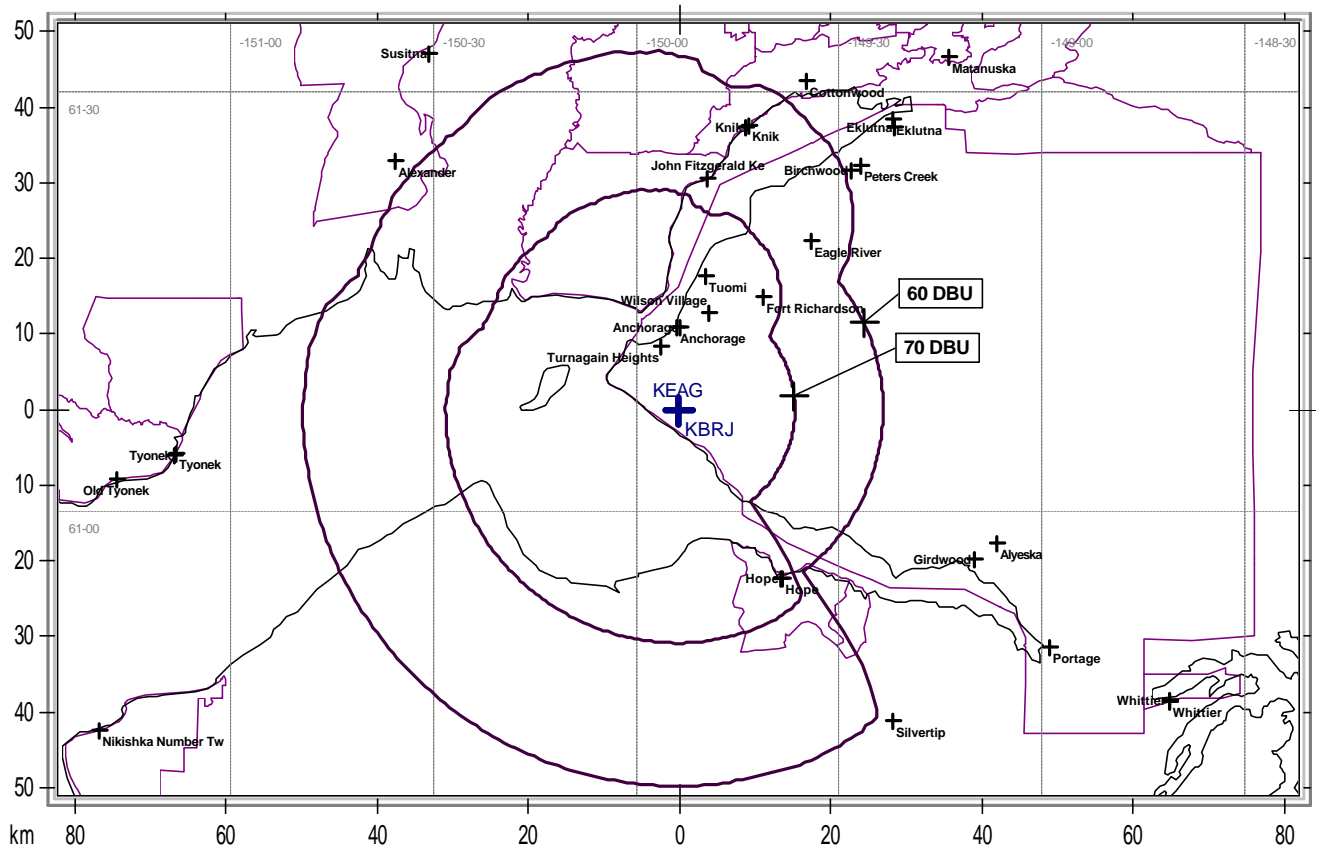 50
-151-00
-150-30
-150-00
-149-30
-149-00
-148-30
Susitna
Matanuska
Cottonwood
40
61-30
Knik
Knik
Eklutna
Eklutna
John Fitzgerald Ke
Birchwood
Peters Creek
30
Alexander
Eagle River
20
Tuomi
60 DBU
Wilson Village
Fort Richardson
Anchorage
Anchorage
10
70 DBU
Turnagain Heights
KEAG
0
KBRJ
Tyonek
Tyonek
Old Tyonek
10
61-00
Alyeska
Girdwood
20
Hope
Hope
30
Portage
Whittier
Whittier
40
Silvertip
Nikishka Number Tw
50
km
80
60
40
20
0
20
40
60
80